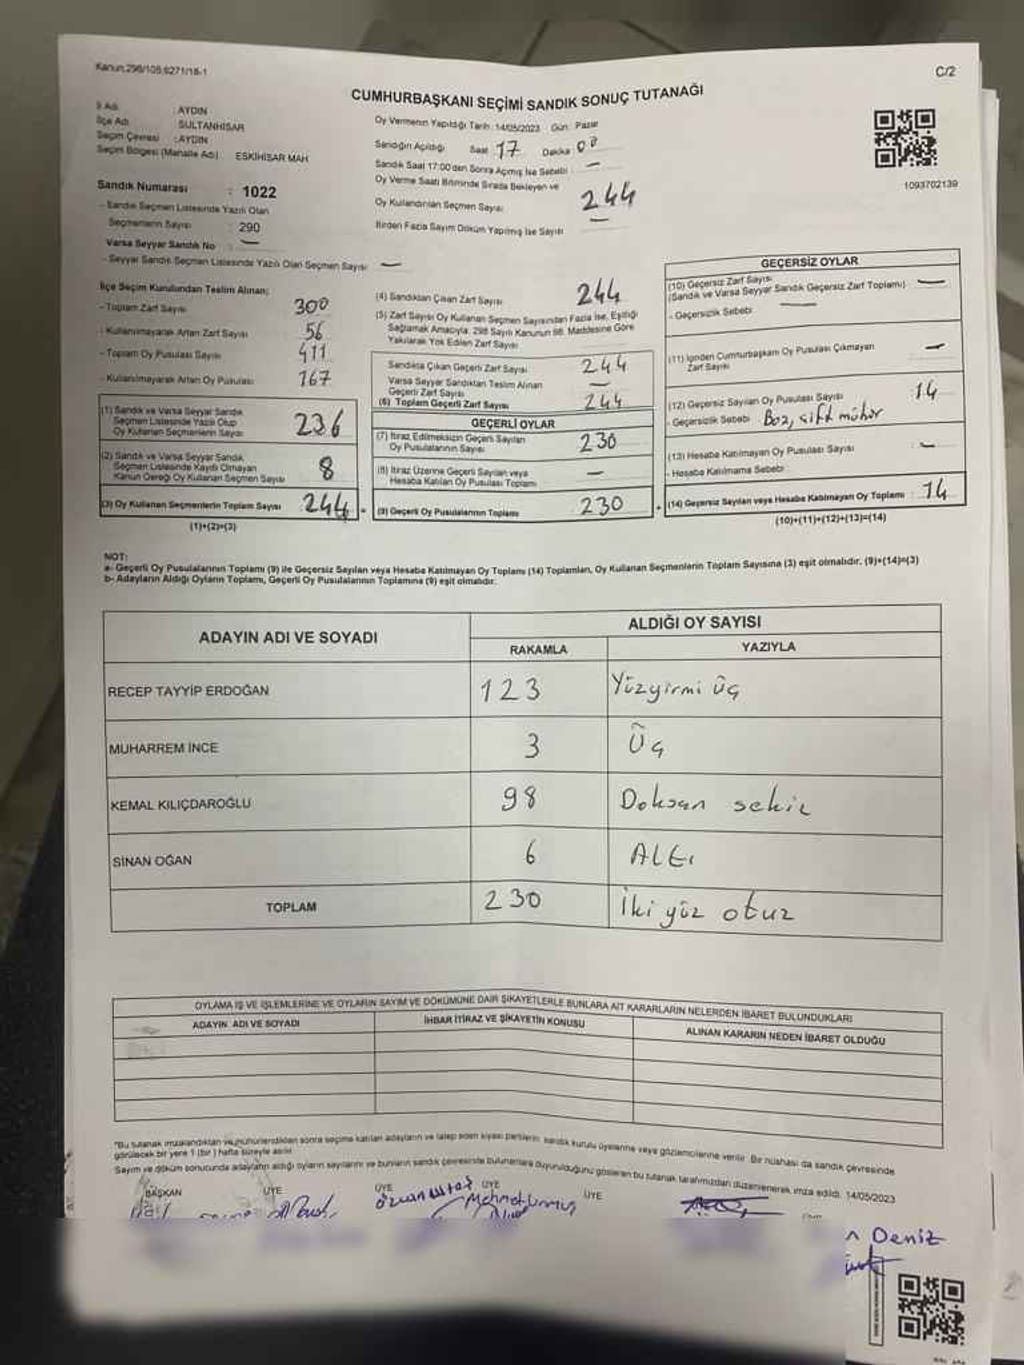 Kanun:298/105;6271/18-1
C/2
CUMHURBAŞKANI SEÇİMİ SANDIK SONUÇ TUTANAĞI
İl Adı : AYDIN
İlçe Adı : SULTANHİSAR
Seçim Çevresi : AYDIN
Seçim Bölgesi (Mahalle Adı) : ESKİHİSAR MAH
Sandık Numarası : 1022
- Sandık Seçmen Listesinde Yazılı Olan
Seçmenlerin Sayısı : 290
Varsa Seyyar Sandık No : —
- Seyyar Sandık Seçmen Listesinde Yazılı Olan Seçmen Sayısı —
Oy Vermenin Yapıldığı Tarih: 14/05/2023 Gün: Pazar
Sandığın Açıldığı Saat 17 Dakika 00
Sandık Saat 17:00'den Sonra Açılmış İse Sebebi : —
Oy Verme Saati Bitiminde Sırada Bekleyen ve
Oy Kullandırılan Seçmen Sayısı 244
Birden Fazla Sayım Döküm Yapılmış İse Sayısı —
1093702139
İlçe Seçim Kurulundan Teslim Alınan:
- Toplam Zarf Sayısı 300
- Kullanılmayarak Artan Zarf Sayısı 56
- Toplam Oy Pusulası Sayısı 411
- Kullanılmayarak Artan Oy Pusulası 167
(1) Sandık ve Varsa Seyyar Sandık
Seçmen Listesinde Yazılı Olup
Oy Kullanan Seçmenlerin Sayısı 236
(2) Sandık ve Varsa Seyyar Sandık
Seçmen Listesinde Kayıtlı Olmayan
Kanun Gereği Oy Kullanan Seçmen Sayısı 8
(3) Oy Kullanan Seçmenlerin Toplam Sayısı 244 =
(1)+(2)=(3)
(4) Sandıktan Çıkan Zarf Sayısı 244
(5) Zarf Sayısı Oy Kullanan Seçmen Sayısından Fazla İse, Eşitliği
Sağlamak Amacıyla; 298 Sayılı Kanunun 98. Maddesine Göre
Yakılarak Yok Edilen Zarf Sayısı
Sandıkta Çıkan Geçerli Zarf Sayısı 244
Varsa Seyyar Sandıktan Teslim Alınan
Geçerli Zarf Sayısı —
(6) Toplam Geçerli Zarf Sayısı 244
GEÇERLİ OYLAR
(7) İtiraz Edilmeksizin Geçerli Sayılan
Oy Pusulalarının Sayısı 230
(8) İtiraz Üzerine Geçerli Sayılan veya
Hesaba Katılan Oy Pusulası Toplamı —
(9) Geçerli Oy Pusulalarının Toplamı 230 +
GEÇERSİZ OYLAR
(10) Geçersiz Zarf Sayısı
(Sandık ve Varsa Seyyar Sandık Geçersiz Zarf Toplamı) —
- Geçersizlik Sebebi —
(11) İçinden Cumhurbaşkanı Oy Pusulası Çıkmayan
Zarf Sayısı —
(12) Geçersiz Sayılan Oy Pusulası Sayısı 14
- Geçersizlik Sebebi Boz, çift mühür
(13) Hesaba Katılmayan Oy Pusulası Sayısı —
- Hesaba Katılmama Sebebi
(14) Geçersiz Sayılan veya Hesaba Katılmayan Oy Toplamı : 14
(10)+(11)+(12)+(13)=(14)
NOT:
a- Geçerli Oy Pusulalarının Toplamı (9) ile Geçersiz Sayılan veya Hesaba Katılmayan Oy Toplamı (14) Toplamları, Oy Kullanan Seçmenlerin Toplam Sayısına (3) eşit olmalıdır. (9)+(14)=(3)
b- Adayların Aldığı Oyların Toplamı, Geçerli Oy Pusulalarının Toplamına (9) eşit olmalıdır.
ADAYIN ADI VE SOYADI
ALDIĞI OY SAYISI
RAKAMLA YAZIYLA
RECEP TAYYİP ERDOĞAN 123 Yüzyirmi üç
MUHARREM İNCE 3 Üç
KEMAL KILIÇDAROĞLU 98 Doksan sekiz
SİNAN OĞAN 6 Altı
TOPLAM 230 İki yüz otuz
OYLAMA İŞ VE İŞLEMLERİNE VE OYLARIN SAYIM VE DÖKÜMÜNE DAİR ŞİKAYETLERLE BUNLARA AİT KARARLARIN NELERDEN İBARET BULUNDUKLARI
ADAYIN ADI VE SOYADI İHBAR İTİRAZ VE ŞİKAYETİN KONUSU ALINAN KARARIN NEDEN İBARET OLDUĞU
*Bu tutanak imzalandıktan ve mühürlendikten sonra seçime katılan adayların ve talep eden siyasi partilerin sandık kurulu üyelerine veya gözlemcilerine verilir. Bir nüshası da sandık çevresinde
görülecek bir yere 1 (bir) hafta süreyle asılır.
Sayım ve döküm sonucunda adayların aldığı oyların sayılarını ve bunların sandık çevresinde bulunanlara duyurulduğunu gösteren bu tutanak tarafımızdan düzenlenerek imza edildi. 14/05/2023
BAŞKAN ÜYE ÜYE ÜYE ÜYE
Deniz